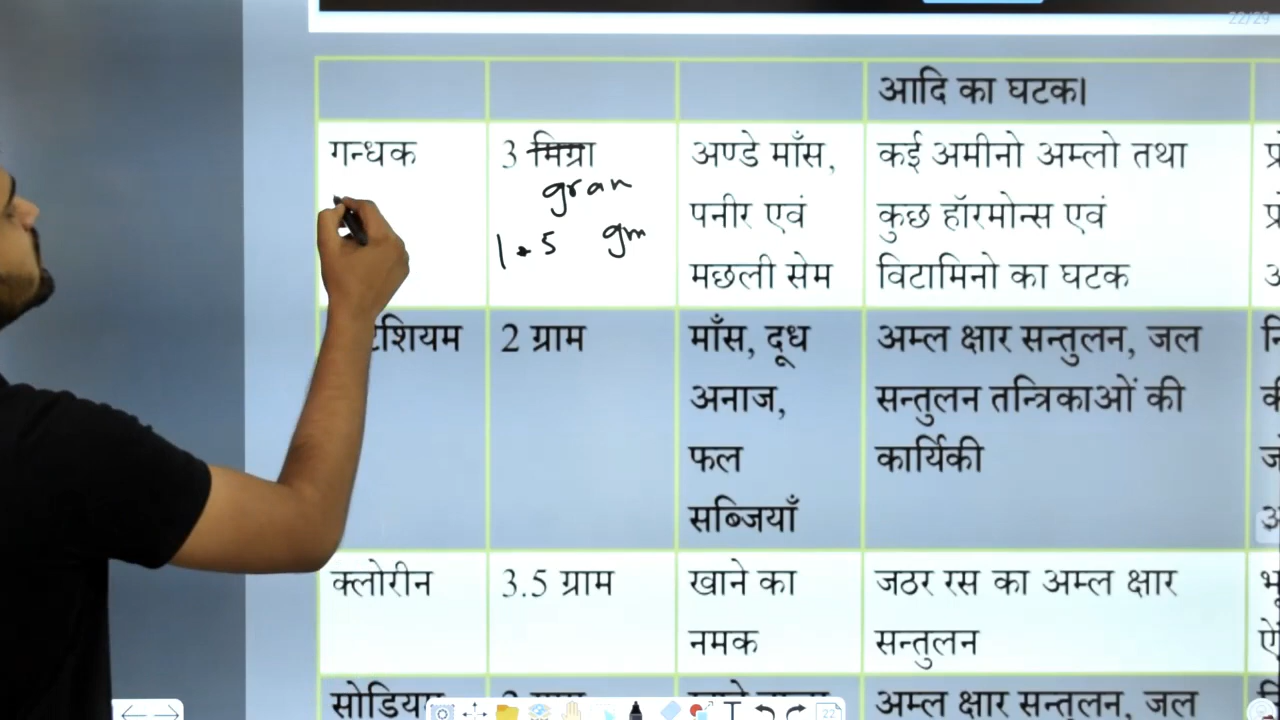 22/29
आदि का घटक।
गन्धक
3 मिग्रा
gran
1.5 gm
अण्डे माँस,
पनीर एवं
मछली सेम
कई अमीनो अम्लो तथा
कुछ हॉरमोन्स एवं
विटामिनो का घटक
2 ग्राम
माँस, दूध
अनाज,
फल
सब्जियाँ
अम्ल क्षार सन्तुलन, जल
सन्तुलन तन्त्रिकाओं की
कार्यिकी
क्लोरीन
3.5 ग्राम
खाने का
नमक
जठर रस का अम्ल क्षार
सन्तुलन
अम्ल क्षार सन्तुलन, जल